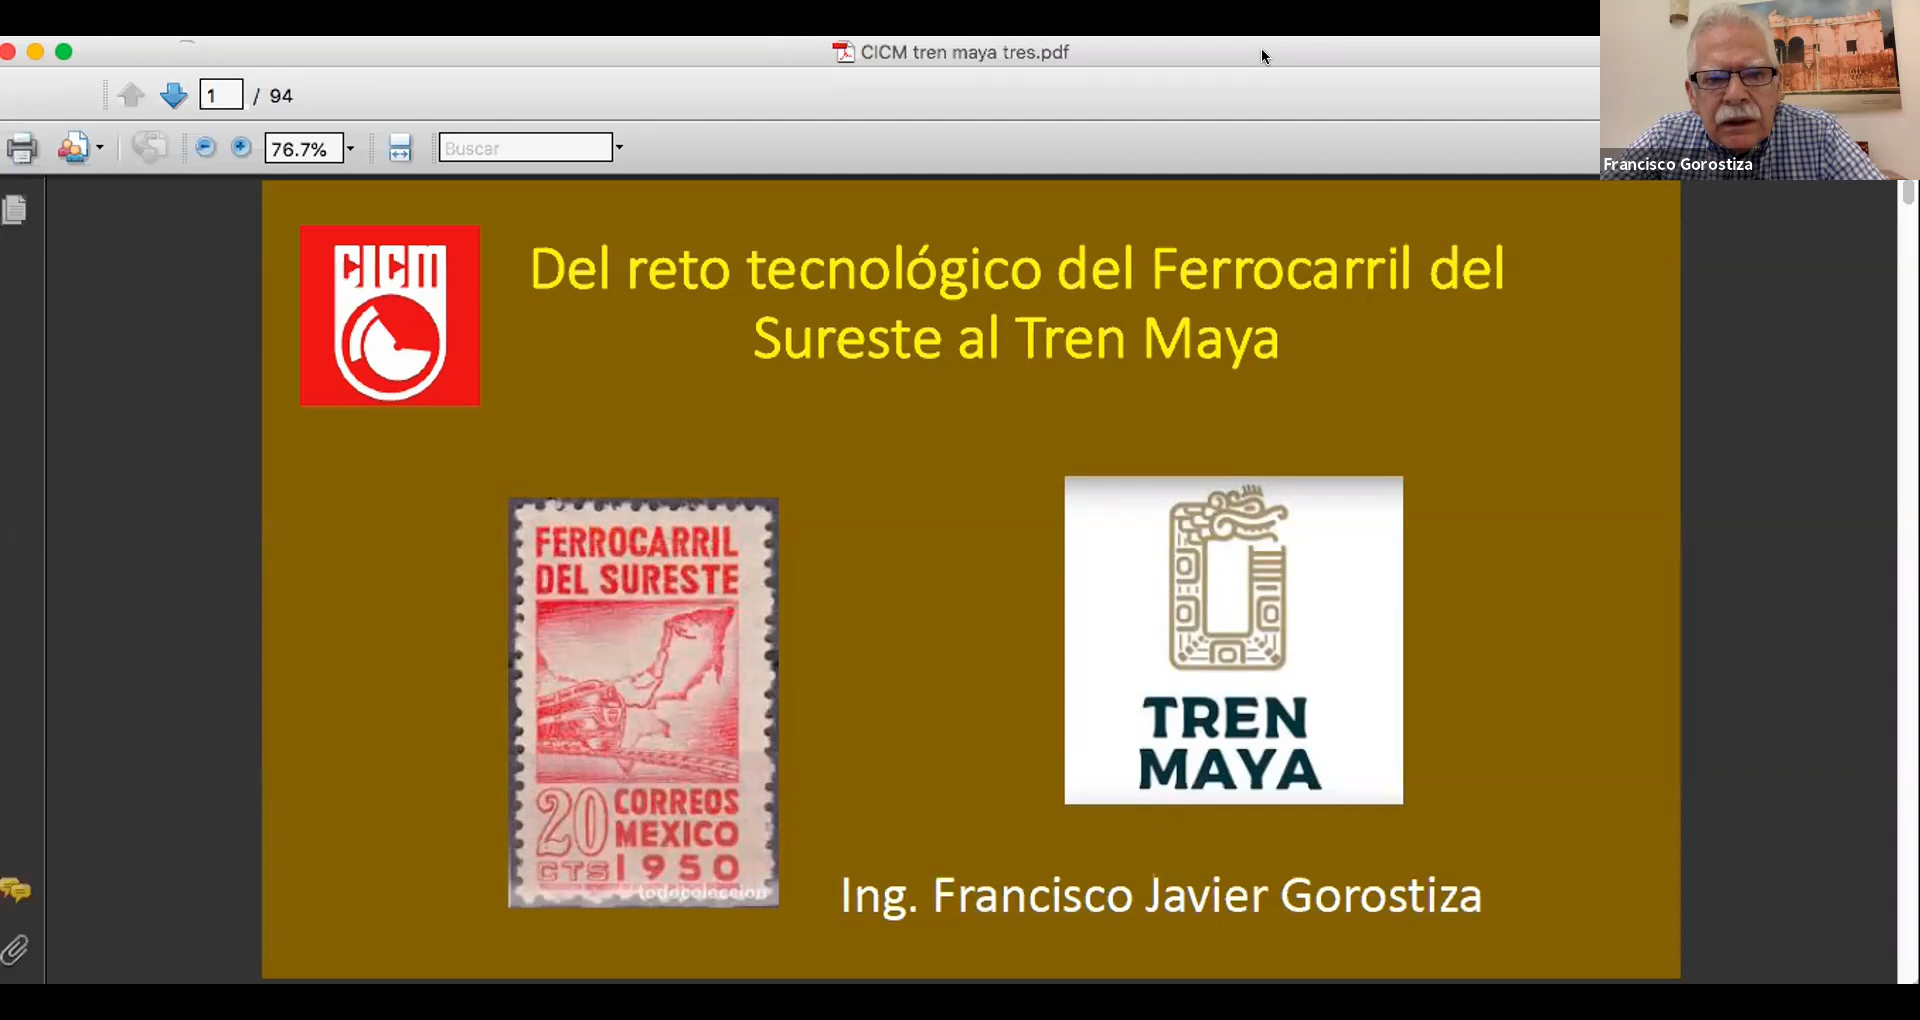 CICM tren maya tres.pdf
1 / 94
76.7%
Buscar
Francisco Gorostiza
CICM
Del reto tecnológico del Ferrocarril del
Sureste al Tren Maya
FERROCARRIL
DEL SURESTE
20 CORREOS
MEXICO
CTS 1950
todocoleccion
TREN
MAYA
Ing. Francisco Javier Gorostiza